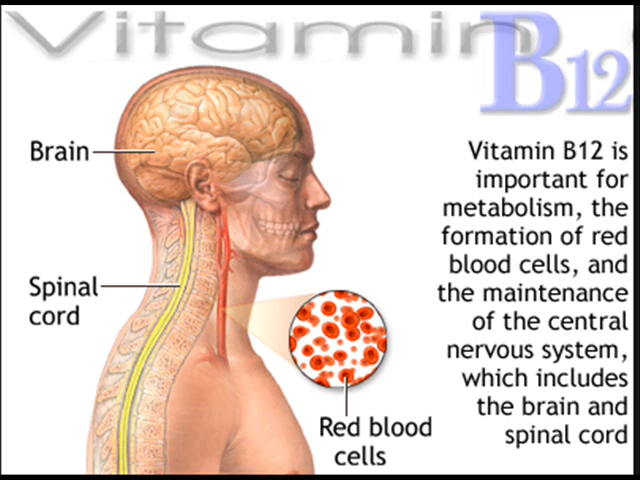 Vitamin B12
Brain
Spinal
cord
Red blood
cells
Vitamin B12 is
important for
metabolism, the
formation of red
blood cells, and
the maintenance
of the central
nervous system,
which includes
the brain and
spinal cord